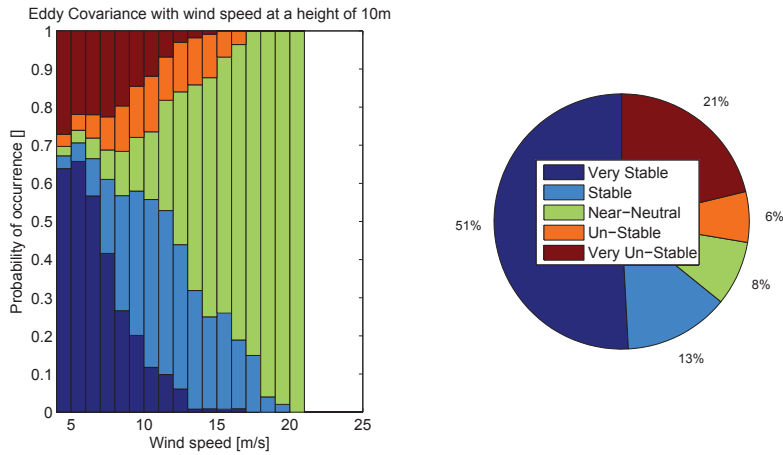 Eddy Covariance with wind speed at a height of 10m
Probability of occurrence []
1
0.9
0.8
0.7
0.6
0.5
0.4
0.3
0.2
0.1
0
5
10
15
20
25
Wind speed [m/s]
21%
6%
8%
13%
51%
Very Stable
Stable
Near−Neutral
Un−Stable
Very Un−Stable